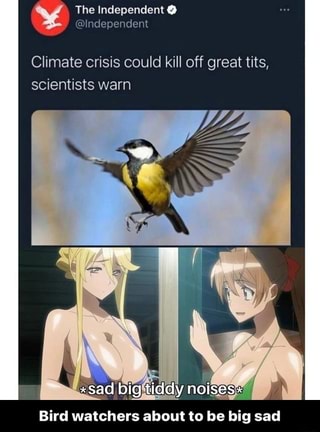 The Independent
@Independent
Climate crisis could kill off great tits,
scientists warn
*sad big tiddy noises*
Bird watchers about to be big sad